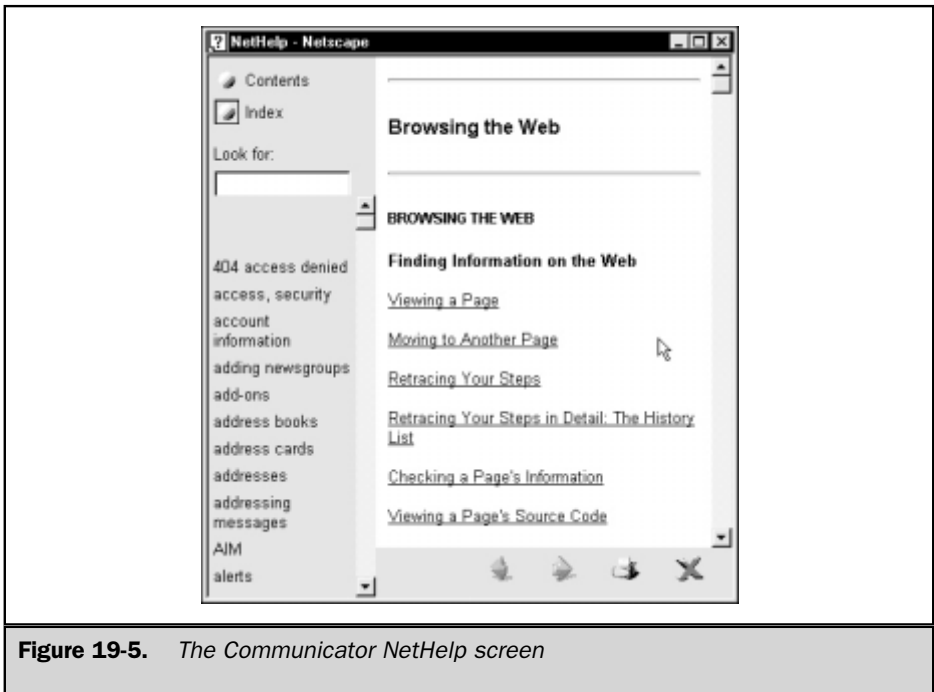 NetHelp - Netscape
Contents
Index
Look for:
404 access denied
access, security
account
information
adding newsgroups
add-ons
address books
address cards
addresses
addressing
messages
AIM
alerts
Browsing the Web
BROWSING THE WEB
Finding Information on the Web
Viewing a Page
Moving to Another Page
Retracing Your Steps
Retracing Your Steps in Detail: The History
List
Checking a Page's Information
Viewing a Page's Source Code
Figure 19-5. The Communicator NetHelp screen